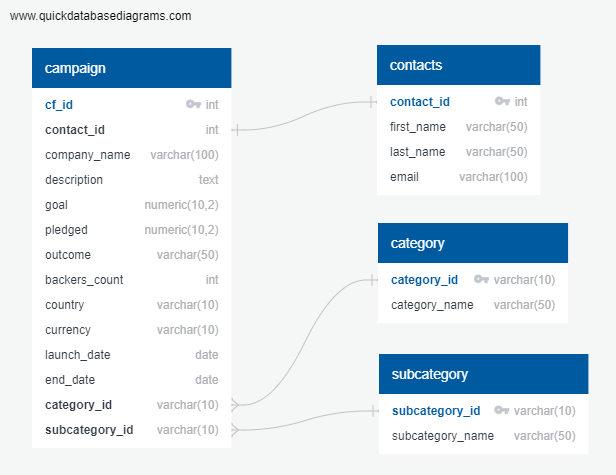 www.quickdatabasediagrams.com
campaign
cf_id int
contact_id int
company_name varchar(100)
description text
goal numeric(10,2)
pledged numeric(10,2)
outcome varchar(50)
backers_count int
country varchar(10)
currency varchar(10)
launch_date date
end_date date
category_id varchar(10)
subcategory_id varchar(10)
contacts
contact_id int
first_name varchar(50)
last_name varchar(50)
email varchar(100)
category
category_id varchar(10)
category_name varchar(50)
subcategory
subcategory_id varchar(10)
subcategory_name varchar(50)